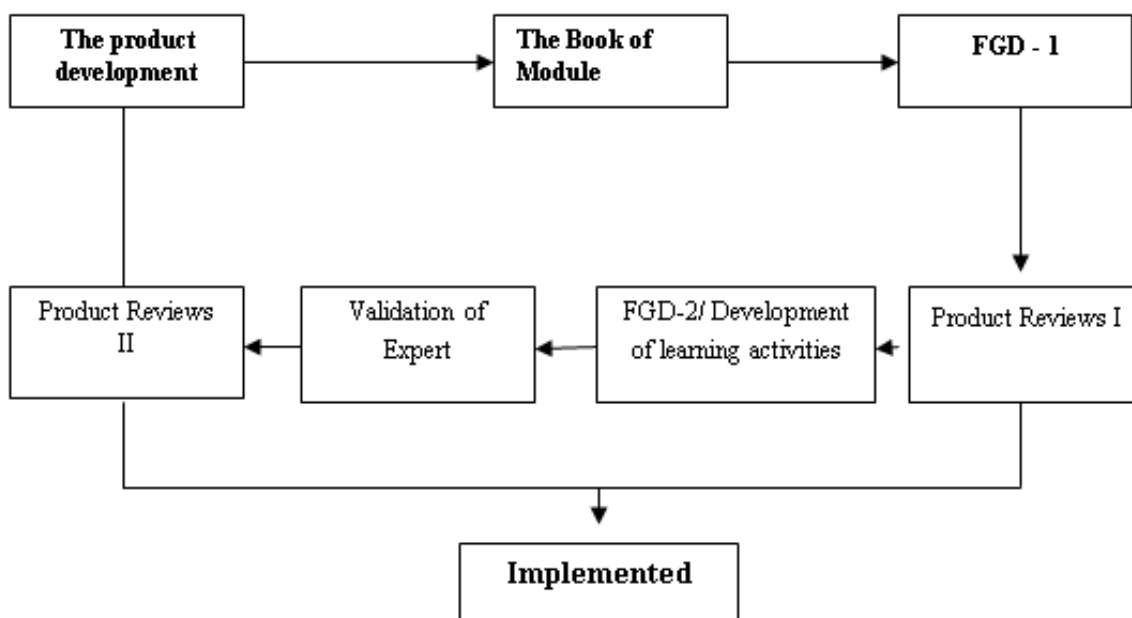 The product
development
The Book of
Module
FGD - 1
Product Reviews
II
Validation of
Expert
FGD-2/ Development
of learning activities
Product Reviews I
Implemented